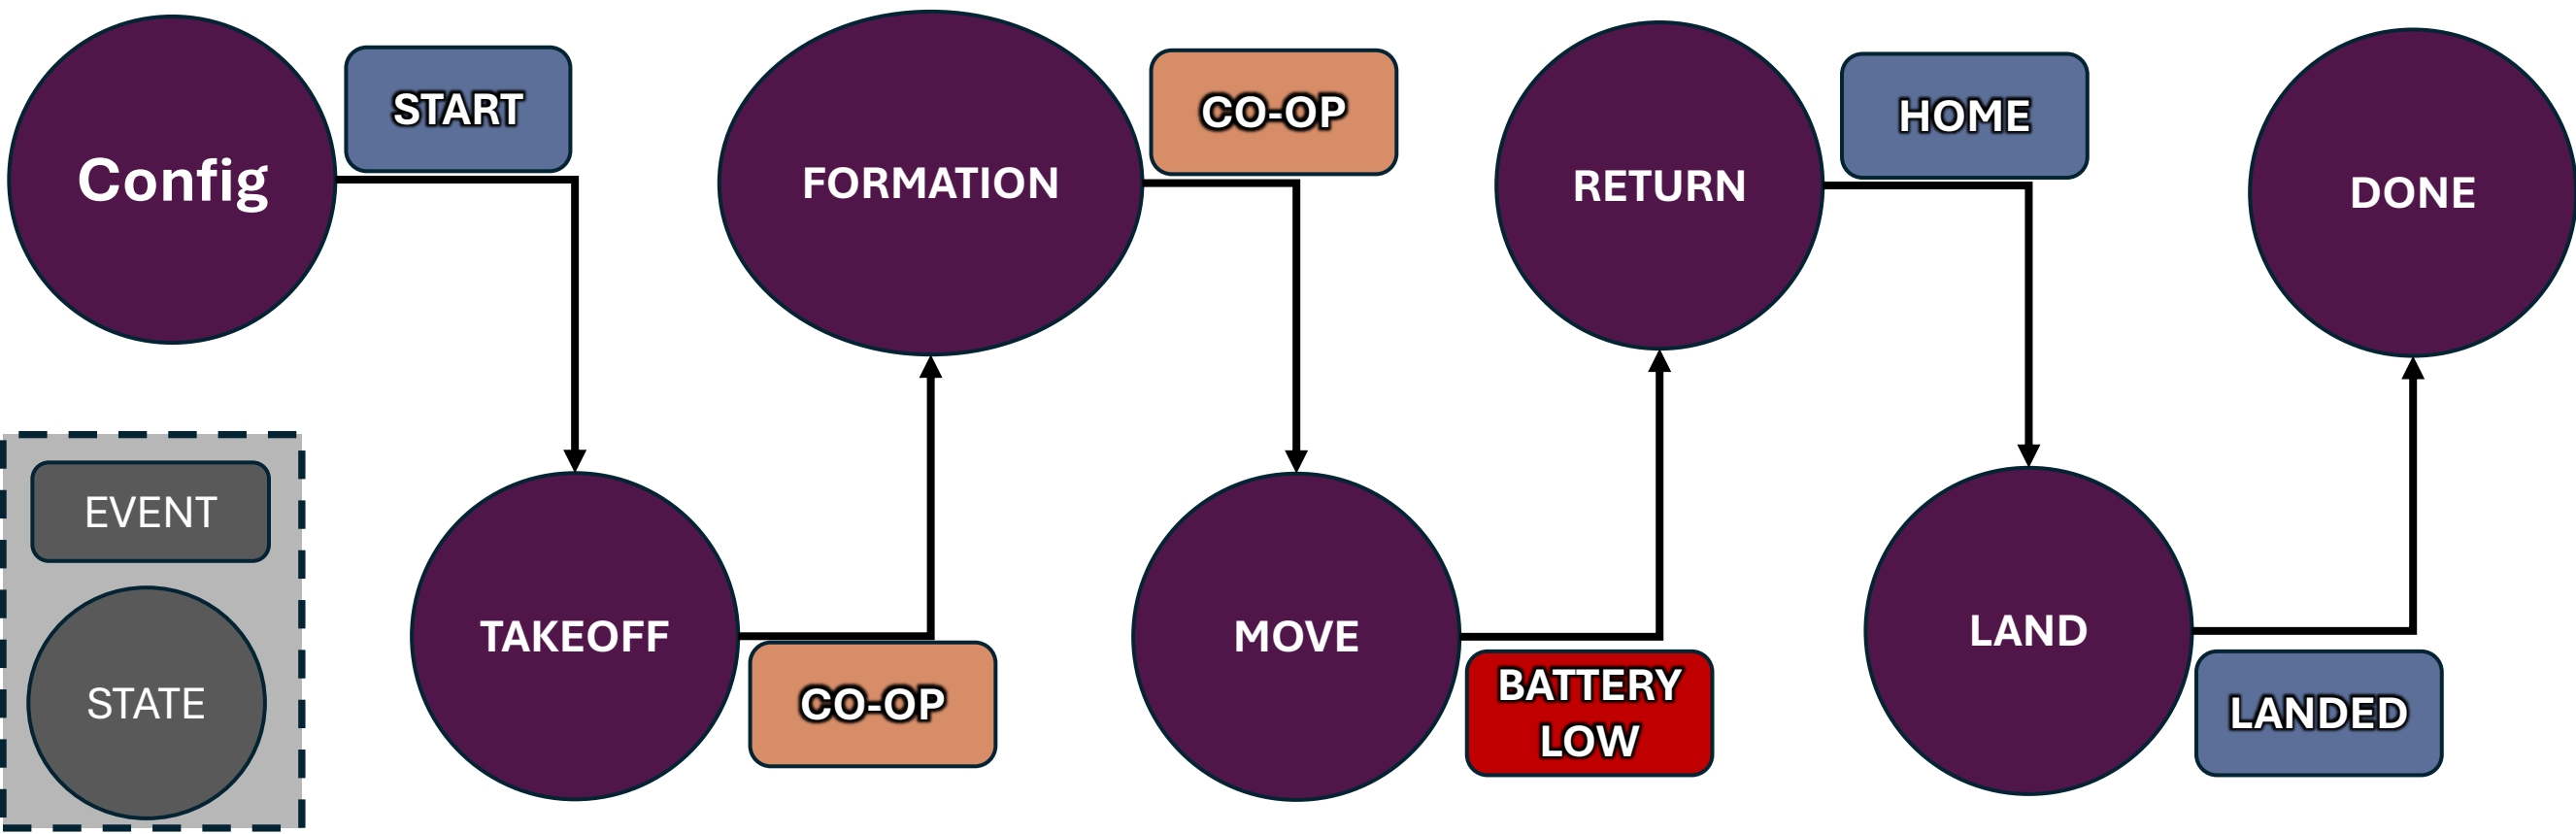 Config
START
FORMATION
CO-OP
RETURN
HOME
DONE
EVENT
STATE
TAKEOFF
CO-OP
MOVE
BATTERY
LOW
LAND
LANDED